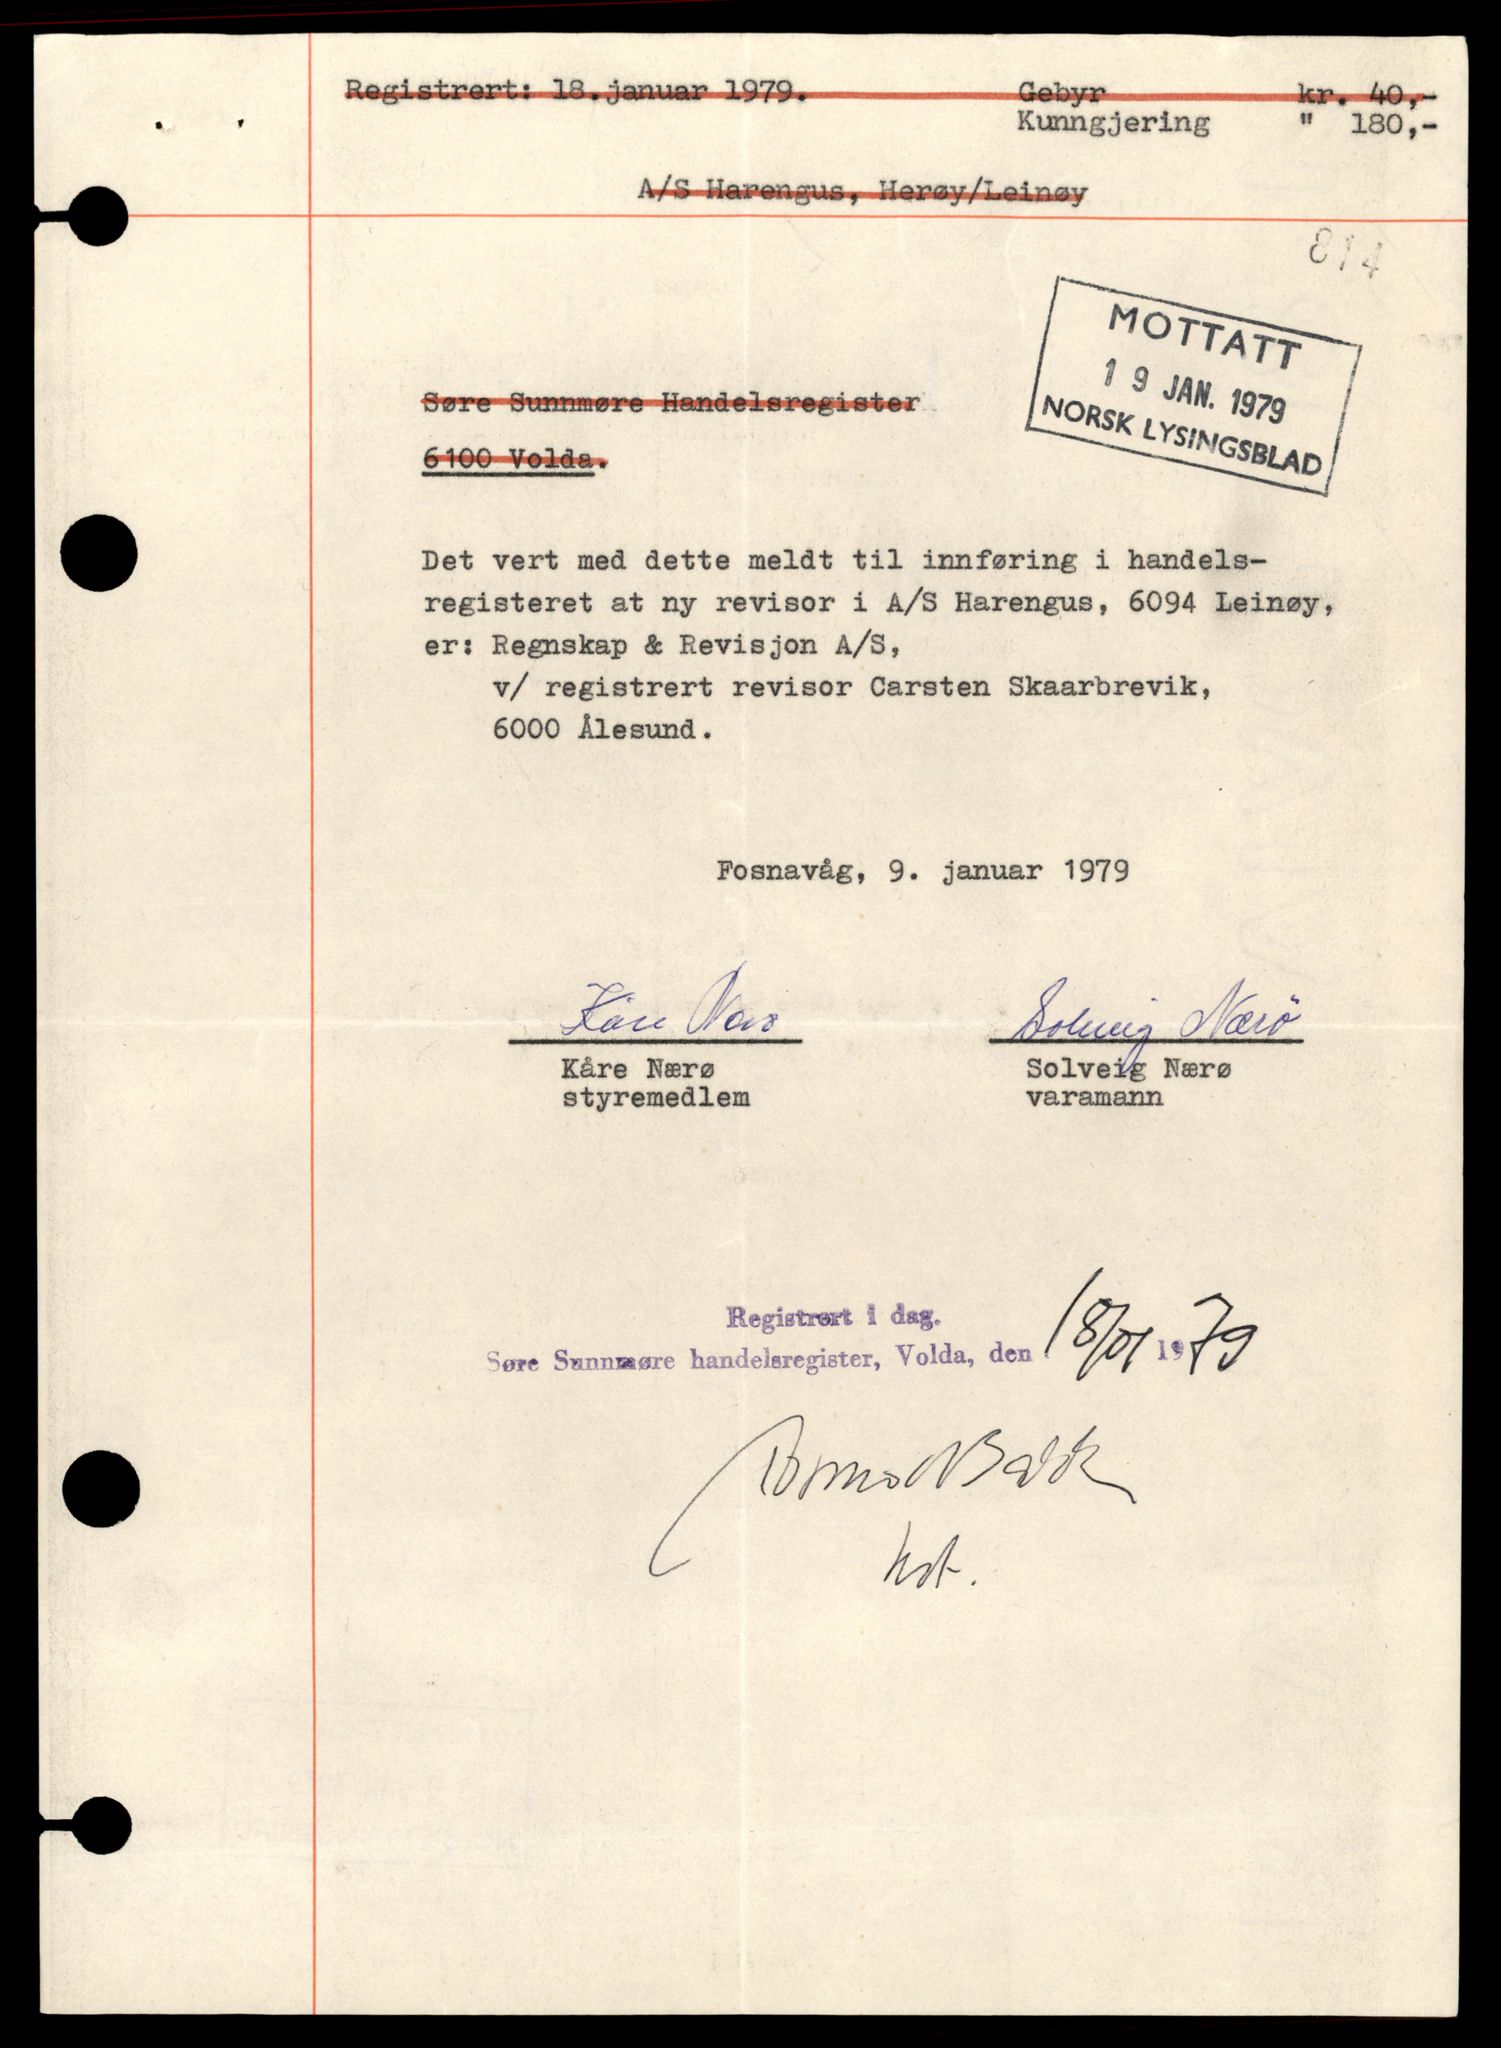 Registrert: 18.januar 1979. Gebyr kr. 40,-
Kunngjering " 180,-
A/S Harengus, Herøy/Leinøy
814
MOTTATT
19 JAN. 1979
NORSK LYSINGSBLAD
Søre Sunnmøre Handelsregister
6100 Volda.
Det vert med dette meldt til innføring i handels-
registeret at ny revisor i A/S Harengus, 6094 Leinøy,
er: Regnskap & Revisjon A/S,
v/ registrert revisor Carsten Skaarbrevik,
6000 Ålesund.
Fosnavåg, 9. januar 1979
Kåre Nærø Solveig Nærö
Kåre Nærø Solveig Nærø
styremedlem varamann
Registrert i dag.
Søre Sunnmøre handelsregister, Volda, den 18/01 1979
kst.